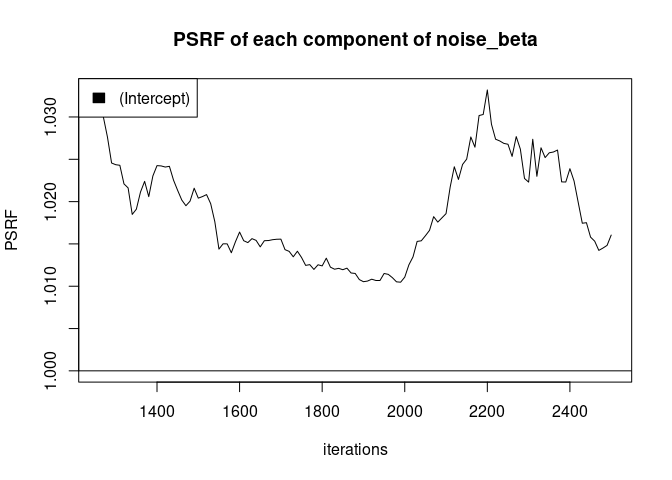 PSRF of each component of noise_beta
(Intercept)
1.030
1.020
1.010
1.000
PSRF
1400 1600 1800 2000 2200 2400
iterations